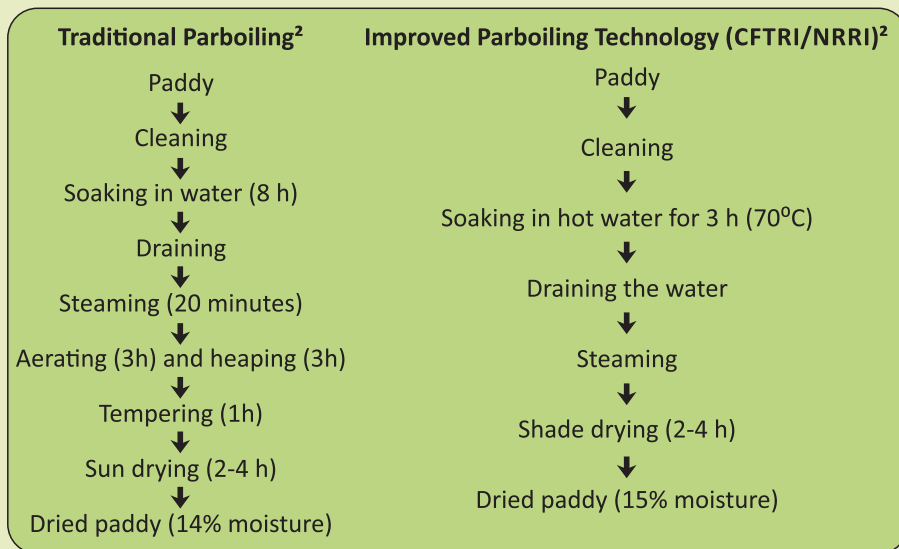 Traditional Parboiling²
Paddy
Cleaning
Soaking in water (8 h)
Draining
Steaming (20 minutes)
Aerating (3h) and heaping (3h)
Tempering (1h)
Sun drying (2-4 h)
Dried paddy (14% moisture)
Improved Parboiling Technology (CFTRI/NRRI)²
Paddy
Cleaning
Soaking in hot water for 3 h (70⁰C)
Draining the water
Steaming
Shade drying (2-4 h)
Dried paddy (15% moisture)